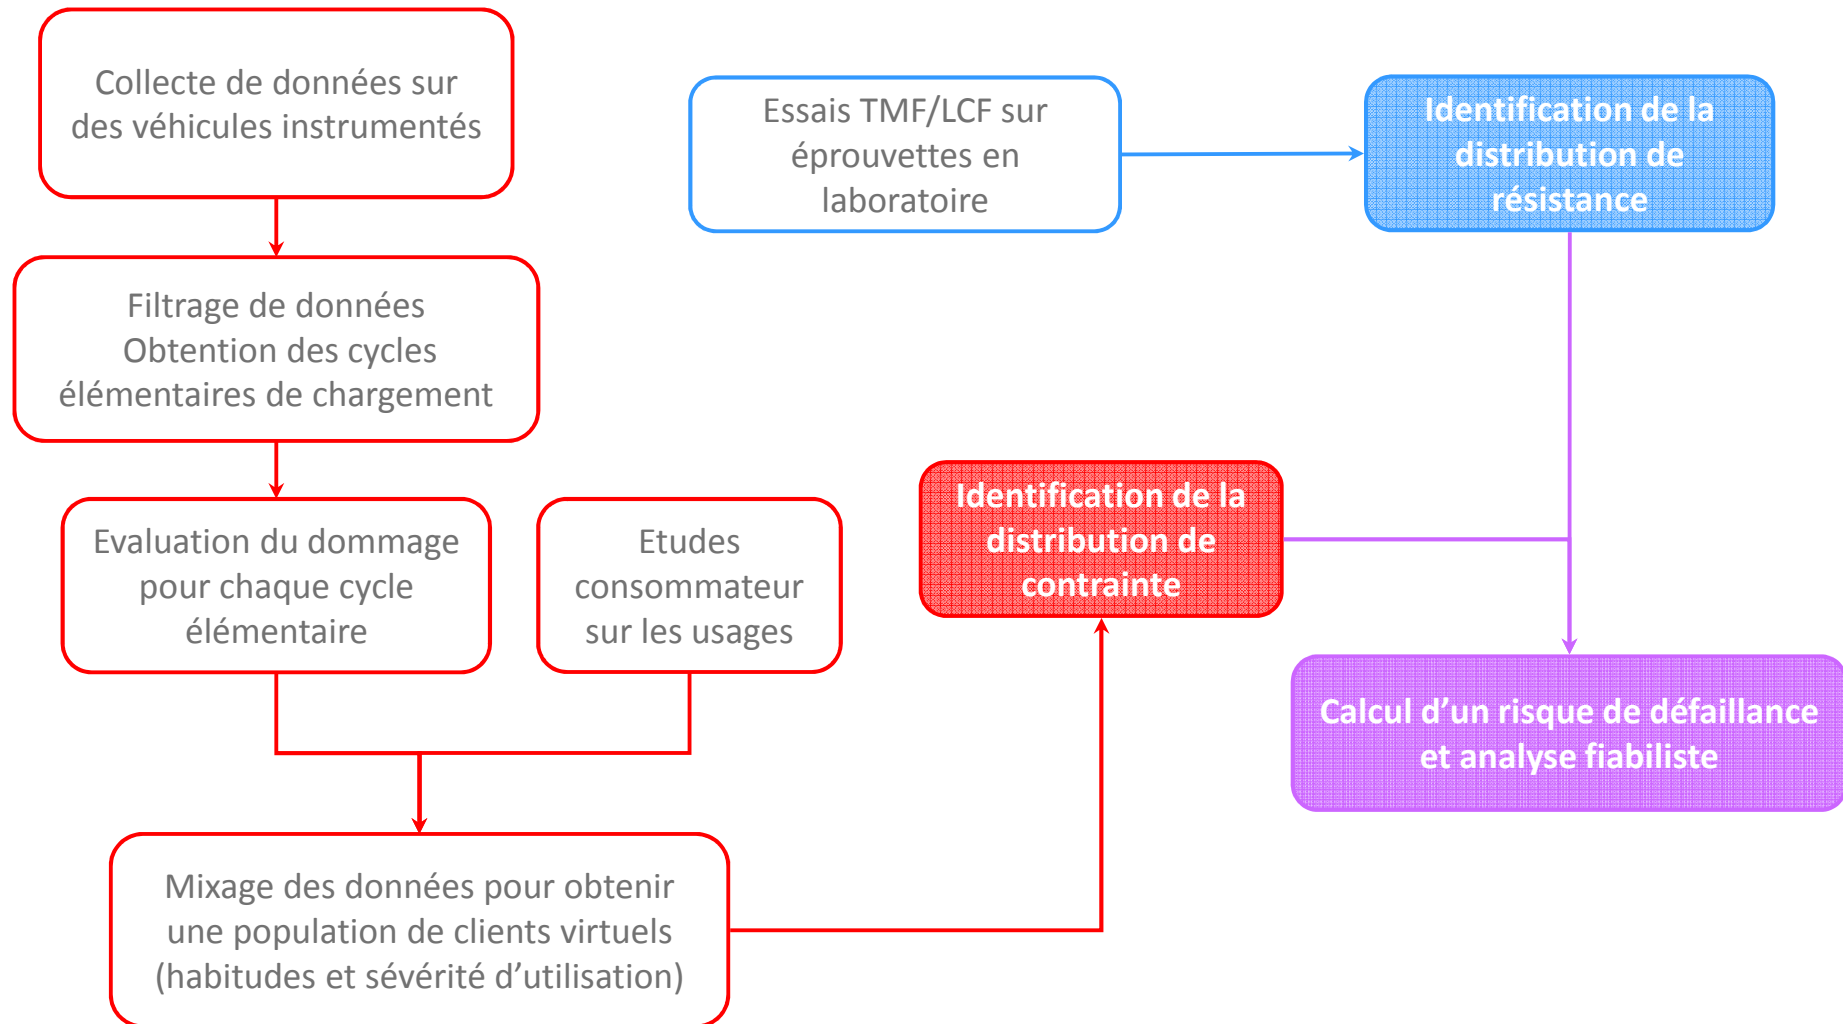 Collecte de données sur
des véhicules instrumentés
Essais TMF/LCF sur
éprouvettes en
laboratoire
Identification de la
distribution de
résistance
Filtrage de données
Obtention des cycles
élémentaires de chargement
Evaluation du dommage
pour chaque cycle
élémentaire
Etudes
consommateur
sur les usages
Identification de la
distribution de
contrainte
Calcul d’un risque de défaillance
et analyse fiabiliste
Mixage des données pour obtenir
une population de clients virtuels
(habitudes et sévérité d’utilisation)